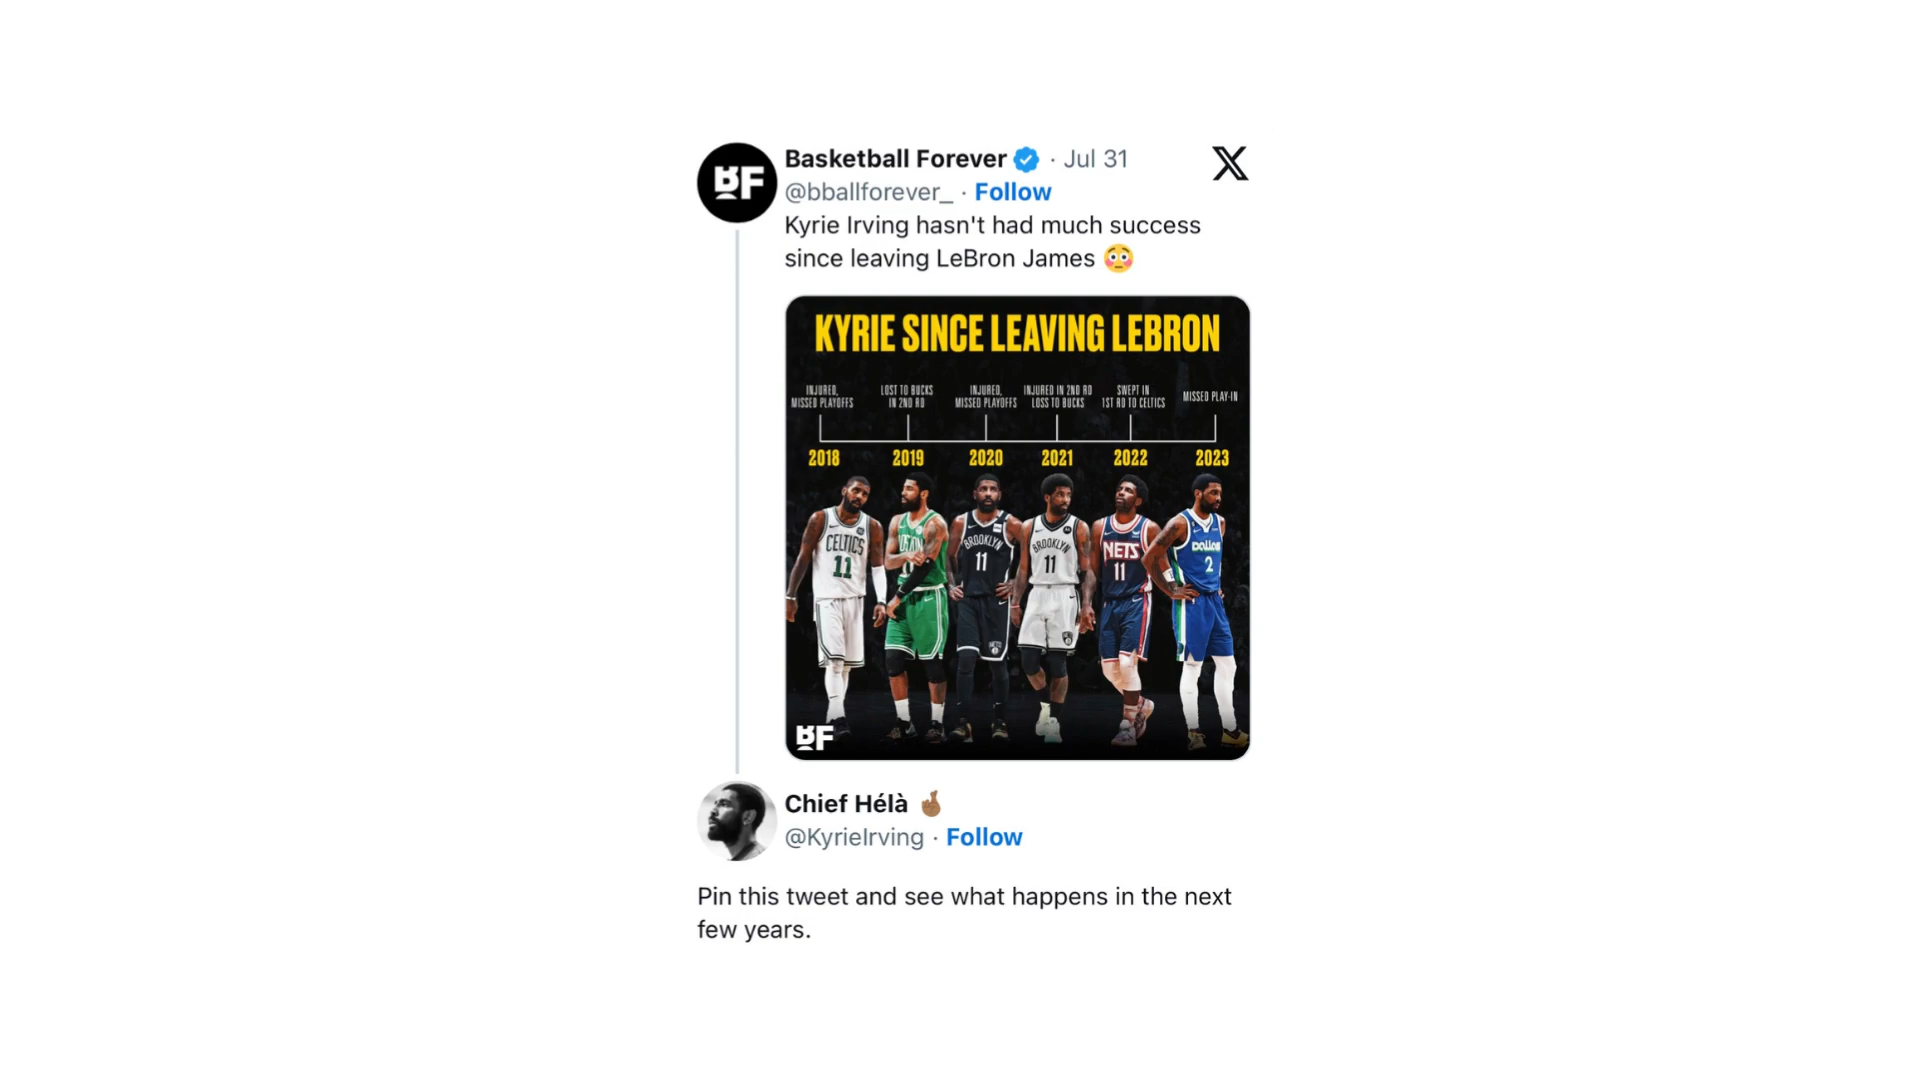 BF
Basketball Forever · Jul 31
@bballforever_ · Follow
Kyrie Irving hasn't had much success
since leaving LeBron James 😳
KYRIE SINCE LEAVING LEBRON
INJURED,
MISSED PLAYOFFS
LOST TO BUCKS
IN 2ND RD
INJURED,
MISSED PLAYOFFS
INJURED IN 2ND RD
LOSS TO BUCKS
SWEPT IN
1ST RD TO CELTICS
MISSED PLAY-IN
2018 2019 2020 2021 2022 2023
CELTICS
11
BOSTON
BROOKLYN
11
BROOKLYN
11
NETS
11
DALLAS
2
BF
Chief Hélà 🤞🏾
@KyrieIrving · Follow
Pin this tweet and see what happens in the next
few years.